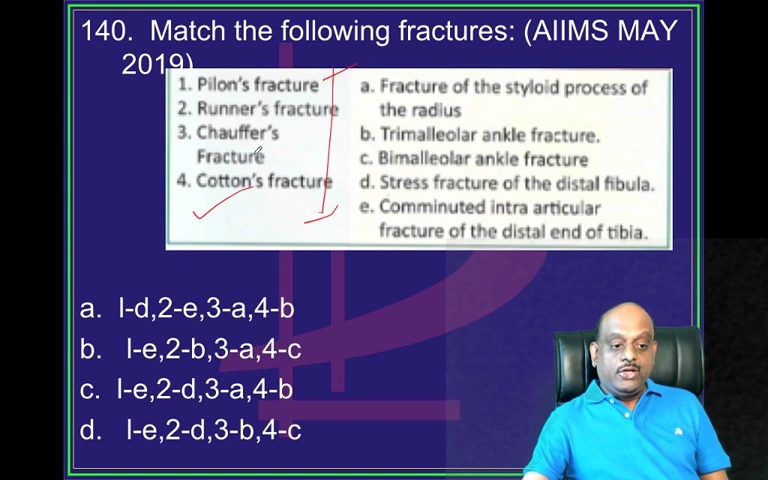 140. Match the following fractures: (AIIMS MAY
2019)
1. Pilon's fracture
2. Runner's fracture
3. Chauffer's
Fracture
4. Cotton's fracture
a. Fracture of the styloid process of
the radius
b. Trimalleolar ankle fracture.
c. Bimalleolar ankle fracture
d. Stress fracture of the distal fibula.
e. Comminuted intra articular
fracture of the distal end of tibia.
a. I-d,2-e,3-a,4-b
b. I-e,2-b,3-a,4-c
c. I-e,2-d,3-a,4-b
d. I-e,2-d,3-b,4-c